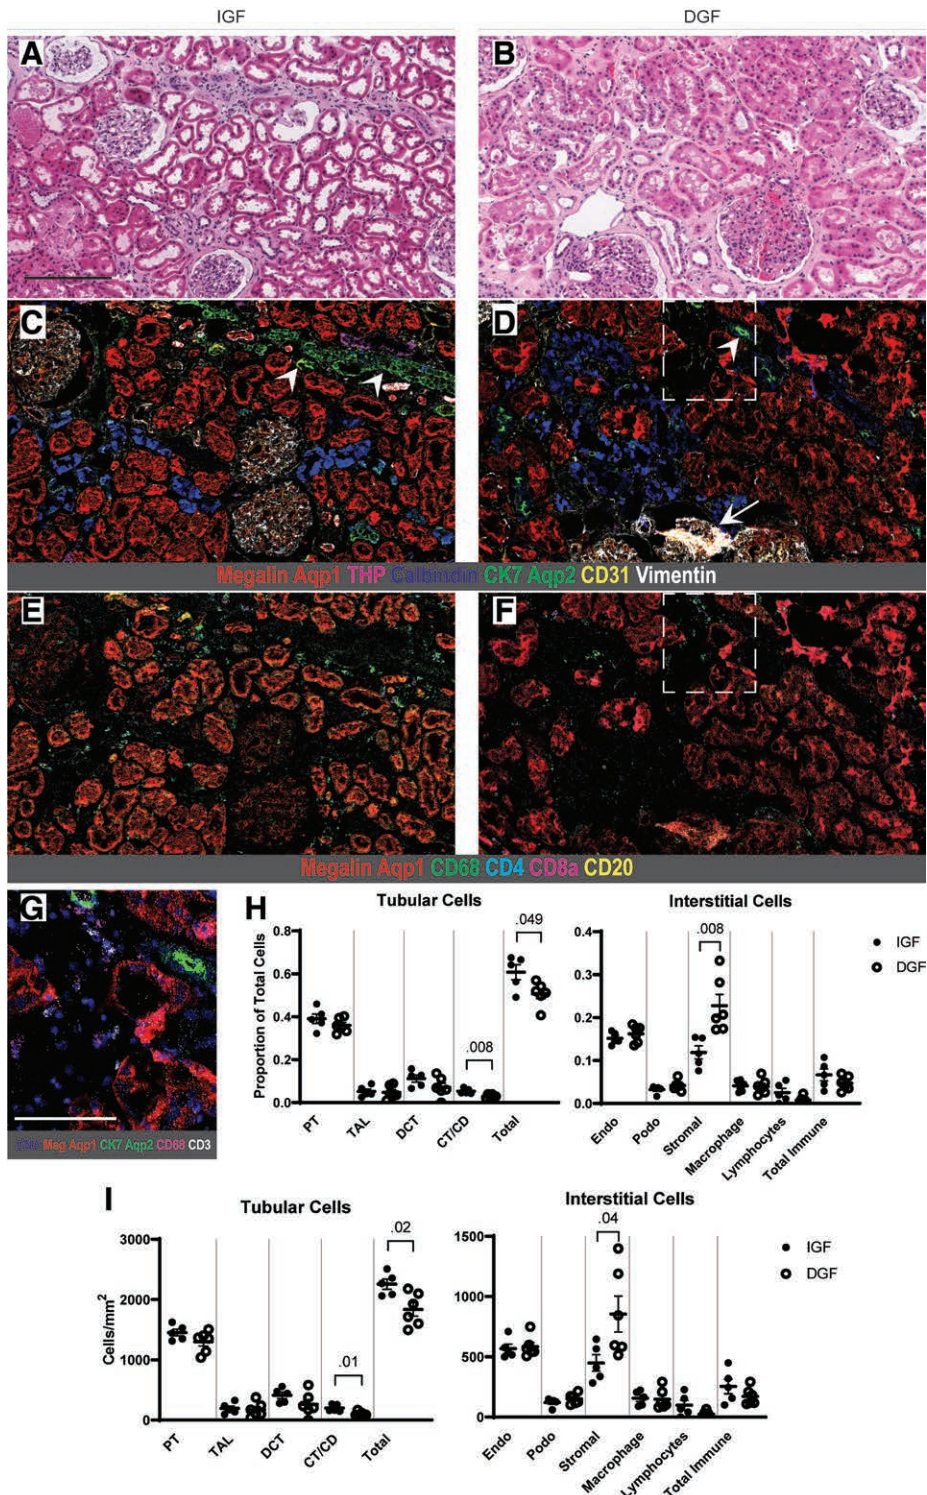 IGF DGF
A B
C D
Megalin Aqp1 THP Calbindin CK7 Aqp2 CD31 Vimentin
E F
Megalin Aqp1 CD68 CD4 CD8a CD20
G
Meg Aqp1 CK7 Aqp2 CD68 CD3
H
Tubular Cells
Interstitial Cells
Proportion of Total Cells
0.8
0.6
0.4
0.2
0.0
.008
.049
PT
TAL
DCT
CT/CD
Total
0.4
0.3
0.2
0.1
0.0
.008
Endo
Podo
Stromal
Macrophage
Lymphocytes
Total Immune
IGF
DGF
I
Tubular Cells
Interstitial Cells
Cells/mm²
3000
2000
1000
0
.01
.02
PT
TAL
DCT
CT/CD
Total
1500
1000
500
0
.04
Endo
Podo
Stromal
Macrophage
Lymphocytes
Total Immune
IGF
DGF